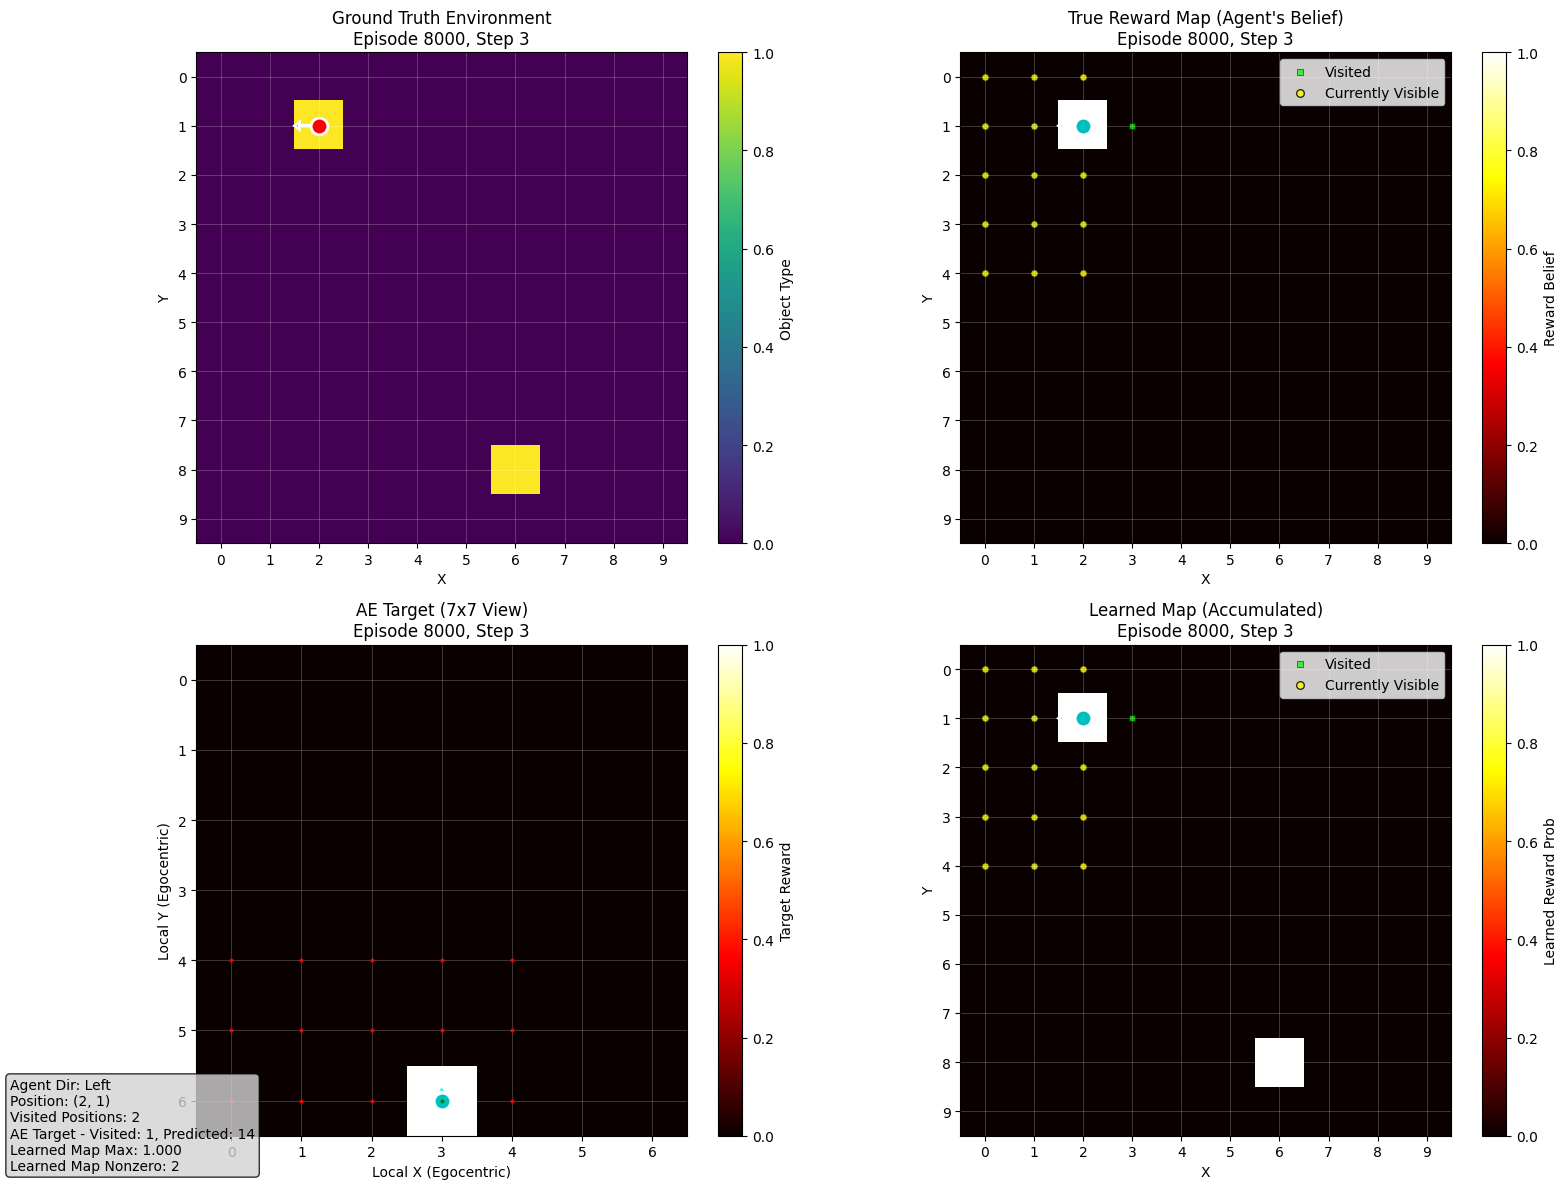 Ground Truth Environment
Episode 8000, Step 3
0
1
2
3
4
5
6
7
8
9
Y
0 1 2 3 4 5 6 7 8 9
X
1.0
0.8
0.6
0.4
0.2
0.0
Object Type
True Reward Map (Agent's Belief)
Episode 8000, Step 3
Visited
Currently Visible
0
1
2
3
4
5
6
7
8
9
Y
0 1 2 3 4 5 6 7 8 9
X
1.0
0.8
0.6
0.4
0.2
0.0
Reward Belief
AE Target (7x7 View)
Episode 8000, Step 3
0
1
2
3
4
5
6
Local Y (Egocentric)
0 1 2 3 4 5 6
Local X (Egocentric)
1.0
0.8
0.6
0.4
0.2
0.0
Target Reward
Agent Dir: Left
Position: (2, 1)
Visited Positions: 2
AE Target - Visited: 1, Predicted: 14
Learned Map Max: 1.000
Learned Map Nonzero: 2
Learned Map (Accumulated)
Episode 8000, Step 3
Visited
Currently Visible
0
1
2
3
4
5
6
7
8
9
Y
0 1 2 3 4 5 6 7 8 9
X
1.0
0.8
0.6
0.4
0.2
0.0
Learned Reward Prob